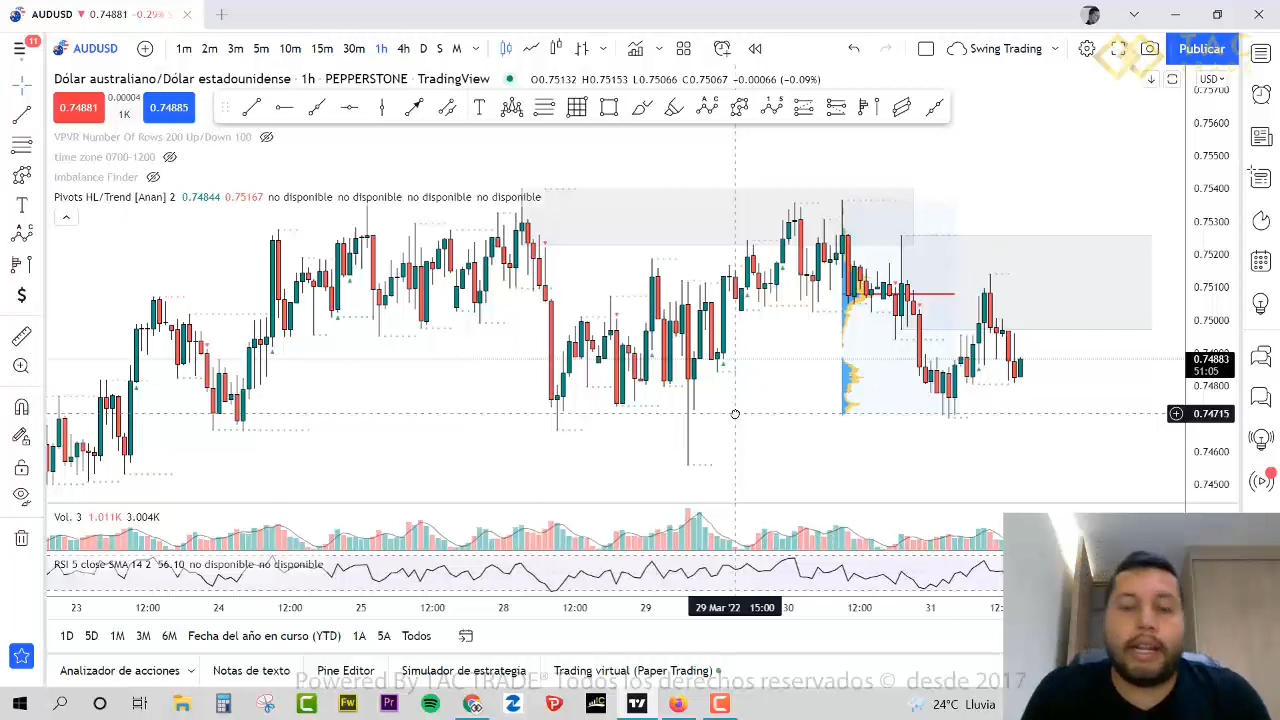 AUDUSD ▼ 0.74881 −0.29%
11
AUDUSD
1m 2m 3m 5m 10m 15m 30m 1h 4h D S M
Swing Trading
Publicar
Dólar australiano/Dólar estadounidense · 1h · PEPPERSTONE · TradingView
O0.75132 H0.75153 L0.75066 C0.75067 −0.00066 (−0.09%)
USD
0.74881
0.00004
1K
0.74885
VPVR Number Of Rows 200 Up/Down 100
time zone 0700-1200
Imbalance Finder
Pivots HL/Trend [Anan] 2 0.74844 0.75167 no disponible no disponible no disponible no disponible
0.75600
0.75500
0.75400
0.75300
0.75200
0.75100
0.75000
0.74883
51:05
0.74800
0.74715
0.74600
0.74500
Vol. 3 1.011K 3.004K
RSI 5 close SMA 14 2 56.10 no disponible no disponible
23 12:00 24 12:00 25 12:00 28 12:00 29 29 Mar '22 15:00 30 12:00 31
1D 5D 1M 3M 6M Fecha del año en curso (YTD) 1A 5A Todos
Analizador de acciones Notas de texto Pine Editor Simulador de estrategia Trading virtual (Paper Trading)
Powered By TAC TRADE® Todos los derechos reservados © desde 2017
24°C Lluvia